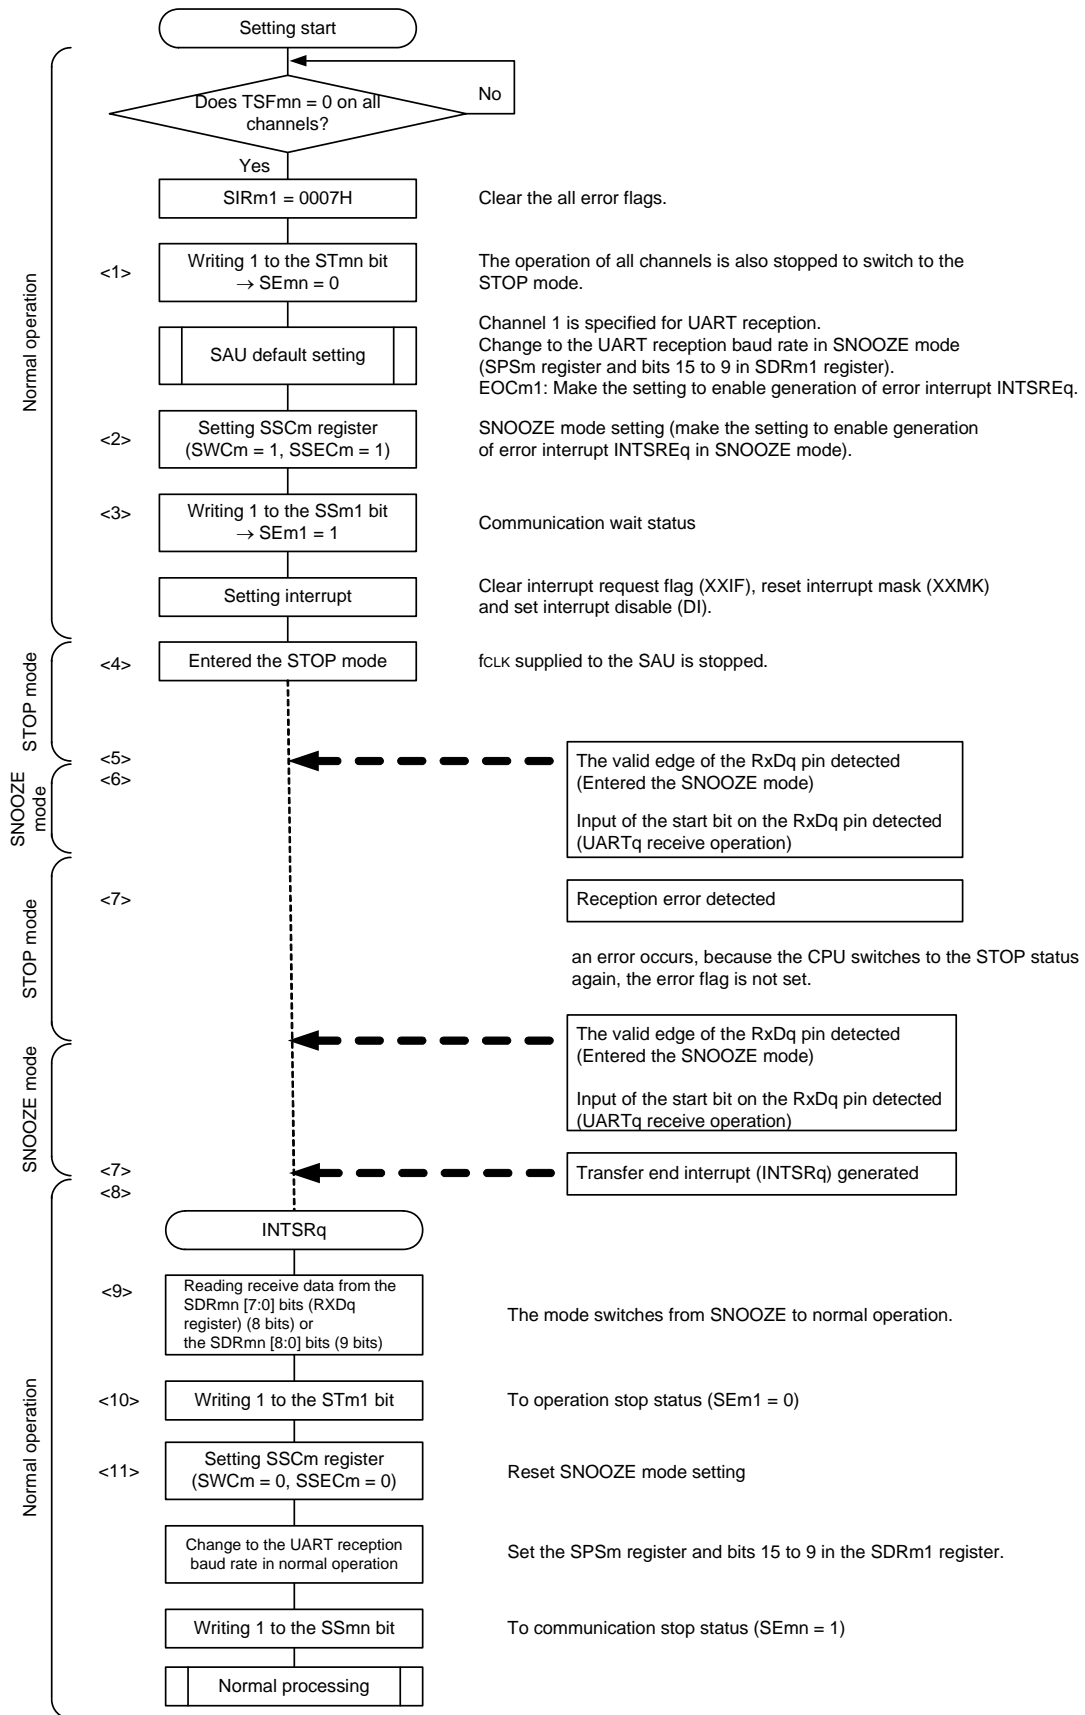 Setting start
Does TSFmn = 0 on all
channels?
No
Yes
SIRm1 = 0007H
Clear the all error flags.
Normal operation
<1>
Writing 1 to the STmn bit
→ SEmn = 0
The operation of all channels is also stopped to switch to the
STOP mode.
SAU default setting
Channel 1 is specified for UART reception.
Change to the UART reception baud rate in SNOOZE mode
(SPSm register and bits 15 to 9 in SDRm1 register).
EOCm1: Make the setting to enable generation of error interrupt INTSREq.
<2>
Setting SSCm register
(SWCm = 1, SSECm = 1)
SNOOZE mode setting (make the setting to enable generation
of error interrupt INTSREq in SNOOZE mode).
<3>
Writing 1 to the SSm1 bit
→ SEm1 = 1
Communication wait status
Setting interrupt
Clear interrupt request flag (XXIF), reset interrupt mask (XXMK)
and set interrupt disable (DI).
STOP mode
<4>
Entered the STOP mode
fCLK supplied to the SAU is stopped.
<5>
<6>
SNOOZE
mode
The valid edge of the RxDq pin detected
(Entered the SNOOZE mode)
Input of the start bit on the RxDq pin detected
(UARTq receive operation)
STOP mode
<7>
Reception error detected
an error occurs, because the CPU switches to the STOP status
again, the error flag is not set.
SNOOZE mode
The valid edge of the RxDq pin detected
(Entered the SNOOZE mode)
Input of the start bit on the RxDq pin detected
(UARTq receive operation)
<7>
Transfer end interrupt (INTSRq) generated
<8>
INTSRq
Normal operation
<9>
Reading receive data from the
SDRmn [7:0] bits (RXDq
register) (8 bits) or
the SDRmn [8:0] bits (9 bits)
The mode switches from SNOOZE to normal operation.
<10>
Writing 1 to the STm1 bit
To operation stop status (SEm1 = 0)
<11>
Setting SSCm register
(SWCm = 0, SSECm = 0)
Reset SNOOZE mode setting
Change to the UART reception
baud rate in normal operation
Set the SPSm register and bits 15 to 9 in the SDRm1 register.
Writing 1 to the SSmn bit
To communication stop status (SEmn = 1)
Normal processing